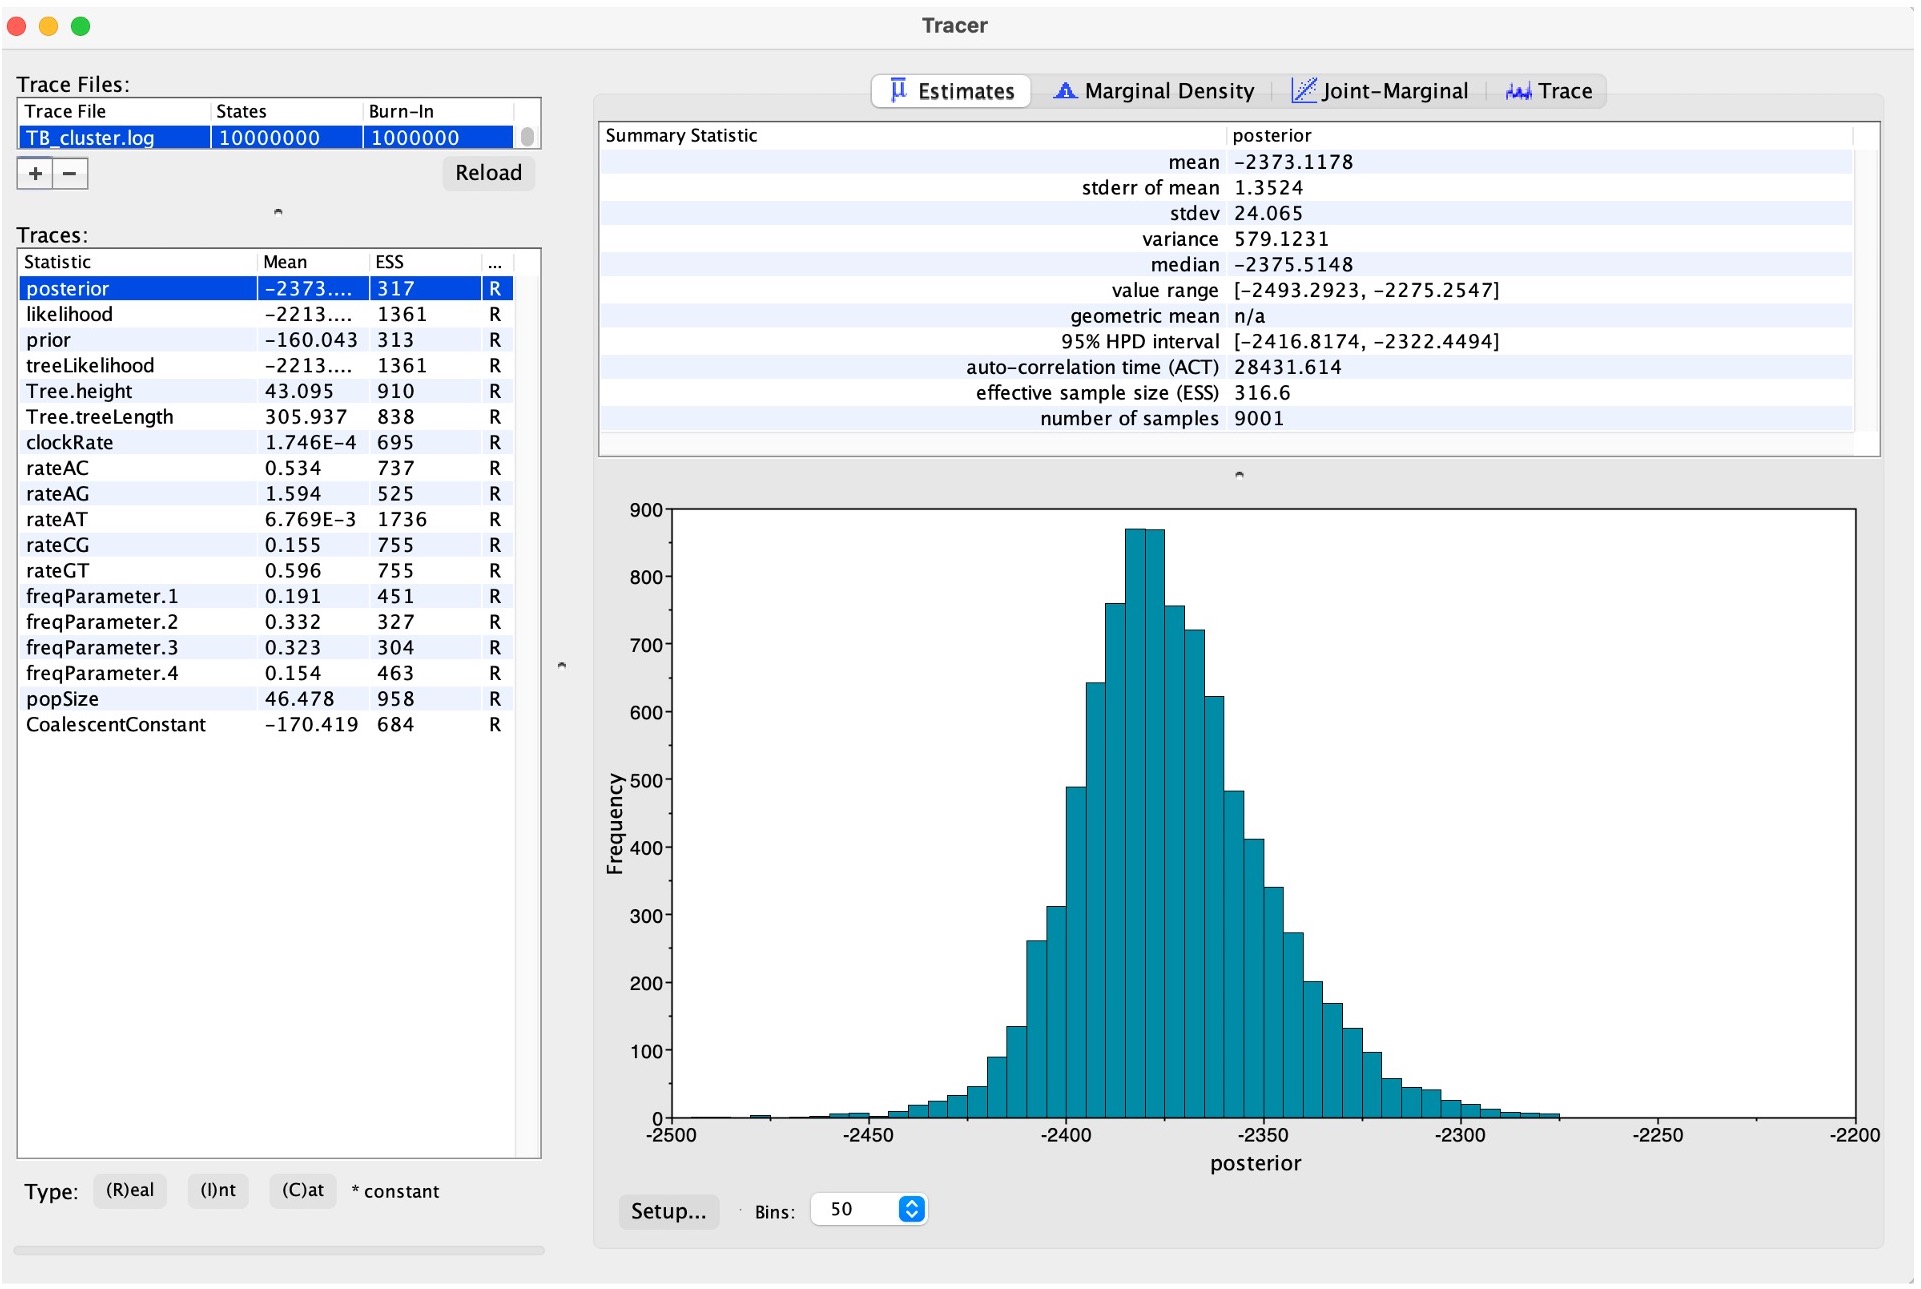 Tracer
Trace Files:
Trace File States Burn-In
TB_cluster.log 10000000 1000000
+ − Reload
Traces:
Statistic Mean ESS ...
posterior -2373.... 317 R
likelihood -2213.... 1361 R
prior -160.043 313 R
treeLikelihood -2213.... 1361 R
Tree.height 43.095 910 R
Tree.treeLength 305.937 838 R
clockRate 1.746E-4 695 R
rateAC 0.534 737 R
rateAG 1.594 525 R
rateAT 6.769E-3 1736 R
rateCG 0.155 755 R
rateGT 0.596 755 R
freqParameter.1 0.191 451 R
freqParameter.2 0.332 327 R
freqParameter.3 0.323 304 R
freqParameter.4 0.154 463 R
popSize 46.478 958 R
CoalescentConstant -170.419 684 R
Type: (R)eal (I)nt (C)at * constant
Estimates Marginal Density Joint-Marginal Trace
Summary Statistic posterior
mean -2373.1178
stderr of mean 1.3524
stdev 24.065
variance 579.1231
median -2375.5148
value range [-2493.2923, -2275.2547]
geometric mean n/a
95% HPD interval [-2416.8174, -2322.4494]
auto-correlation time (ACT) 28431.614
effective sample size (ESS) 316.6
number of samples 9001
900
800
700
600
500
400
300
200
100
0
Frequency
-2500 -2450 -2400 -2350 -2300 -2250 -2200
posterior
Setup... Bins: 50